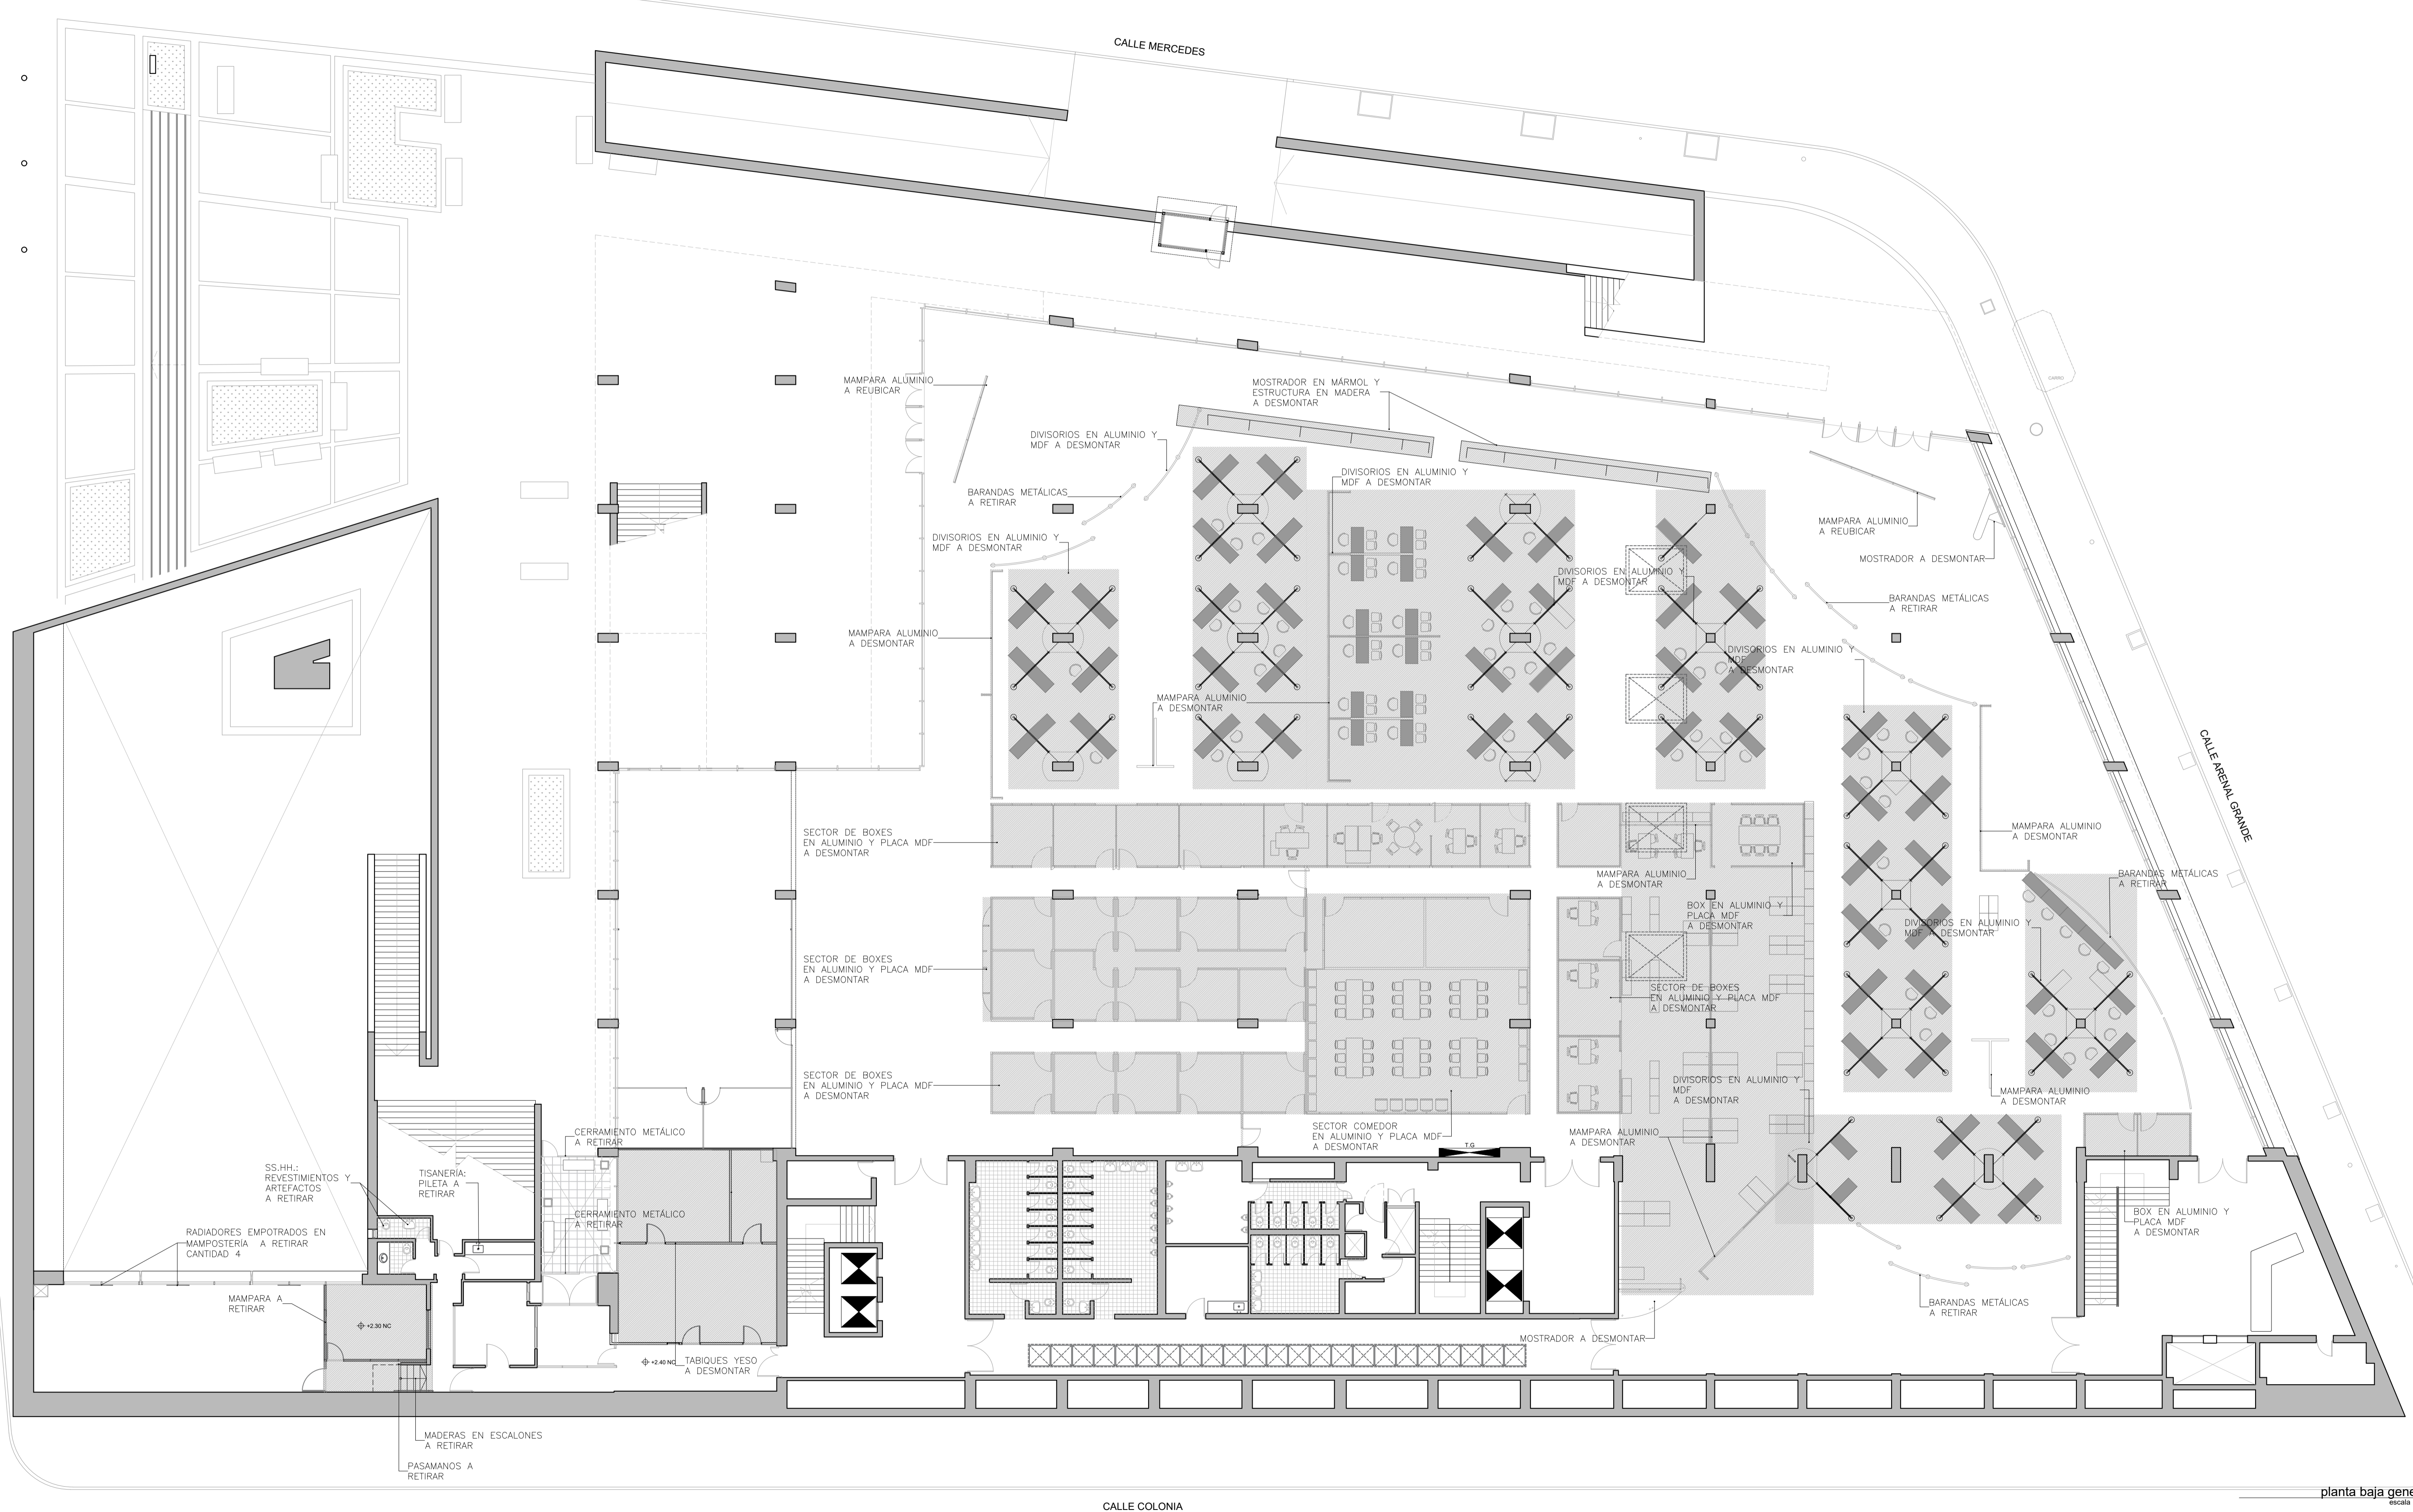 CALLE MERCEDES
CARRO
MAMPARA ALUMINIO
A REUBICAR
MOSTRADOR EN MÁRMOL Y
ESTRUCTURA EN MADERA
A DESMONTAR
DIVISORIOS EN ALUMINIO Y
MDF A DESMONTAR
DIVISORIOS EN ALUMINIO Y
MDF A DESMONTAR
BARANDAS METÁLICAS
A RETIRAR
MAMPARA ALUMINIO
A REUBICAR
DIVISORIOS EN ALUMINIO Y
MDF A DESMONTAR
MOSTRADOR A DESMONTAR
DIVISORIOS EN ALUMINIO Y
MDF A DESMONTAR
BARANDAS METÁLICAS
A RETIRAR
MAMPARA ALUMINIO
A DESMONTAR
DIVISORIOS EN ALUMINIO Y
MDF
A DESMONTAR
MAMPARA ALUMINIO
A DESMONTAR
CALLE ARENAL GRANDE
SECTOR DE BOXES
EN ALUMINIO Y PLACA MDF
A DESMONTAR
MAMPARA ALUMINIO
A DESMONTAR
MAMPARA ALUMINIO
A DESMONTAR
BARANDAS METÁLICAS
A RETIRAR
BOX EN ALUMINIO Y
PLACA MDF
A DESMONTAR
DIVISORIOS EN ALUMINIO Y
MDF A DESMONTAR
SECTOR DE BOXES
EN ALUMINIO Y PLACA MDF
A DESMONTAR
SECTOR DE BOXES
EN ALUMINIO Y PLACA MDF
A DESMONTAR
SECTOR DE BOXES
EN ALUMINIO Y PLACA MDF
A DESMONTAR
DIVISORIOS EN ALUMINIO Y
MDF
A DESMONTAR
MAMPARA ALUMINIO
A DESMONTAR
SECTOR COMEDOR
EN ALUMINIO Y PLACA MDF
A DESMONTAR
T.G
MAMPARA ALUMINIO
A DESMONTAR
CERRAMIENTO METÁLICO
A RETIRAR
SS.HH.:
REVESTIMIENTOS Y
ARTEFACTOS
A RETIRAR
TISANERÍA:
PILETA A
RETIRAR
CERRAMIENTO METÁLICO
A RETIRAR
BOX EN ALUMINIO Y
PLACA MDF
A DESMONTAR
RADIADORES EMPOTRADOS EN
MAMPOSTERÍA A RETIRAR
CANTIDAD 4
MAMPARA A
RETIRAR
BARANDAS METÁLICAS
A RETIRAR
+2.30 NC
MOSTRADOR A DESMONTAR
+2.40 NC
TABIQUES YESO
A DESMONTAR
MADERAS EN ESCALONES
A RETIRAR
PASAMANOS A
RETIRAR
CALLE COLONIA
planta baja gene
escala